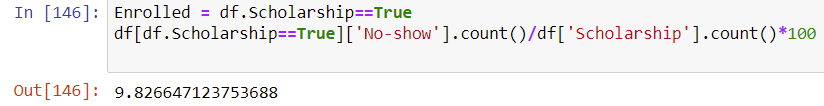 In [146]: Enrolled = df.Scholarship==True
df[df.Scholarship==True]['No-show'].count()/df['Scholarship'].count()*100
Out[146]: 9.826647123753688